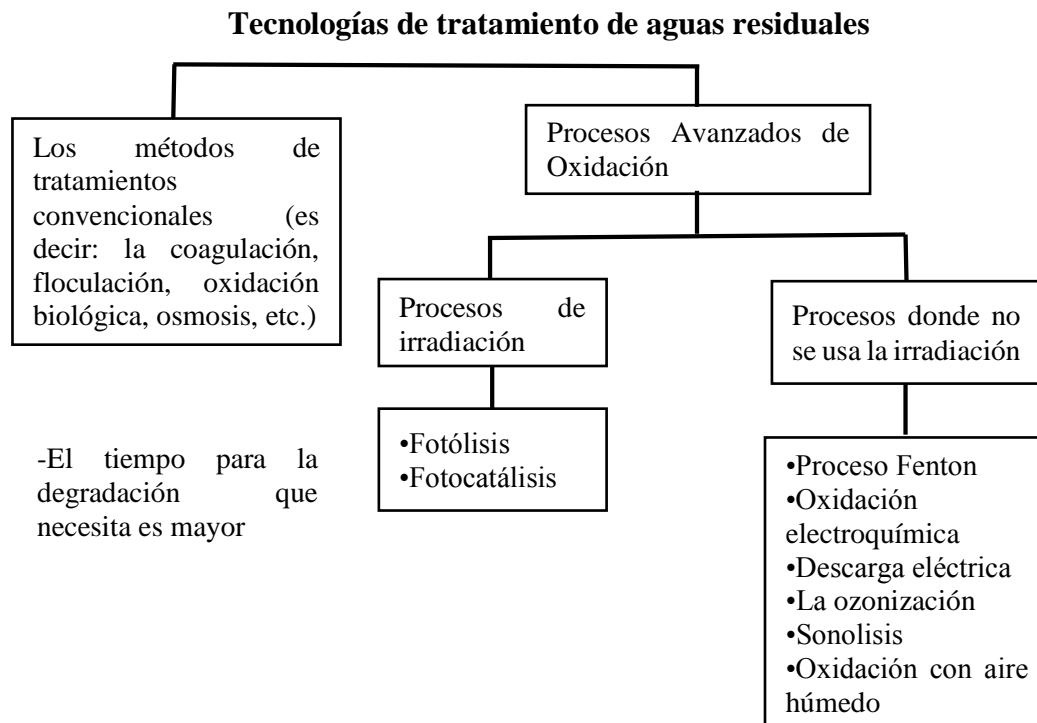 Tecnologías de tratamiento de aguas residuales
Los métodos de
tratamientos
convencionales (es
decir: la coagulación,
floculación, oxidación
biológica, osmosis, etc.)
-El tiempo para la
degradación que
necesita es mayor
Procesos Avanzados de
Oxidación
Procesos de
irradiación
•Fotólisis
•Fotocatálisis
Procesos donde no
se usa la irradiación
•Proceso Fenton
•Oxidación
electroquímica
•Descarga eléctrica
•La ozonización
•Sonolisis
•Oxidación con aire
húmedo